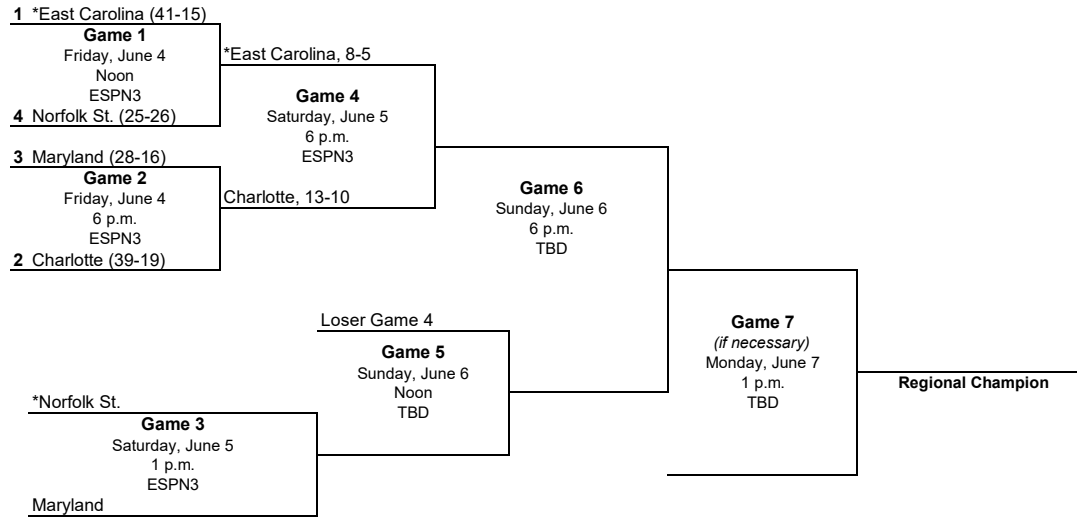 1 *East Carolina (41-15)
Game 1
Friday, June 4
Noon
ESPN3
4 Norfolk St. (25-26)
3 Maryland (28-16)
Game 2
Friday, June 4
6 p.m.
ESPN3
2 Charlotte (39-19)
*East Carolina, 8-5
Game 4
Saturday, June 5
6 p.m.
ESPN3
Charlotte, 13-10
Game 6
Sunday, June 6
6 p.m.
TBD
Loser Game 4
Game 5
Sunday, June 6
Noon
TBD
*Norfolk St.
Game 3
Saturday, June 5
1 p.m.
ESPN3
Maryland
Game 7
(if necessary)
Monday, June 7
1 p.m.
TBD
Regional Champion